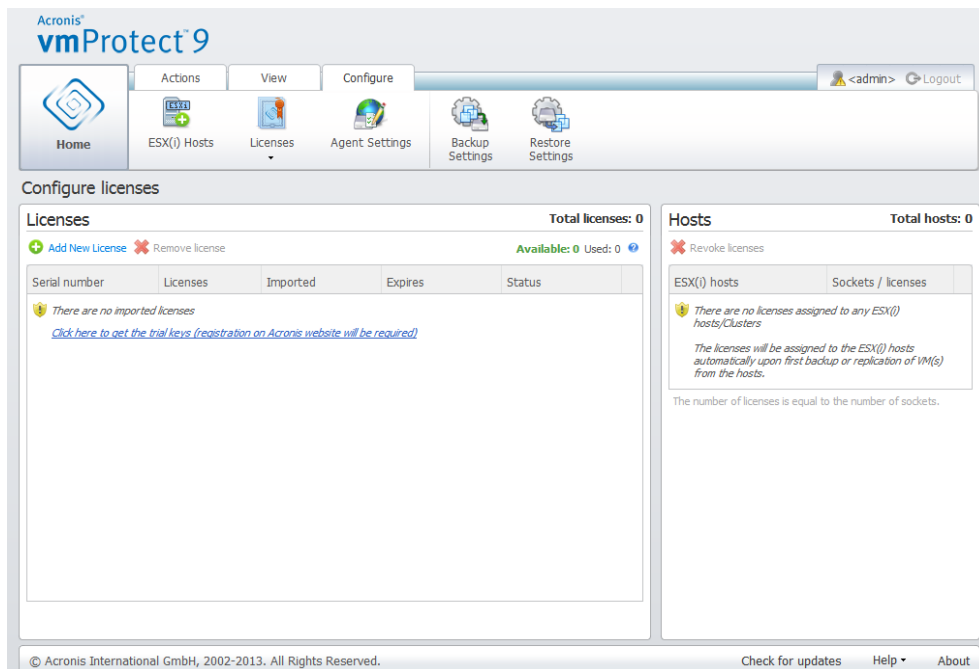 Acronis®
vmProtect™ 9
Actions View Configure
<admin> Logout
Home
ESXi
ESX(i) Hosts
Licenses
Agent Settings
Backup Settings
Restore Settings
Configure licenses
Licenses Total licenses: 0
Add New License Remove license Available: 0 Used: 0 ?
Serial number Licenses Imported Expires Status
There are no imported licenses
Click here to get the trial keys (registration on Acronis website will be required)
Hosts Total hosts: 0
Revoke licenses
ESX(i) hosts Sockets / licenses
There are no licenses assigned to any ESX(i)
hosts/Clusters
The licenses will be assigned to the ESX(i) hosts
automatically upon first backup or replication of VM(s)
from the hosts.
The number of licenses is equal to the number of sockets.
© Acronis International GmbH, 2002-2013. All Rights Reserved. Check for updates Help About